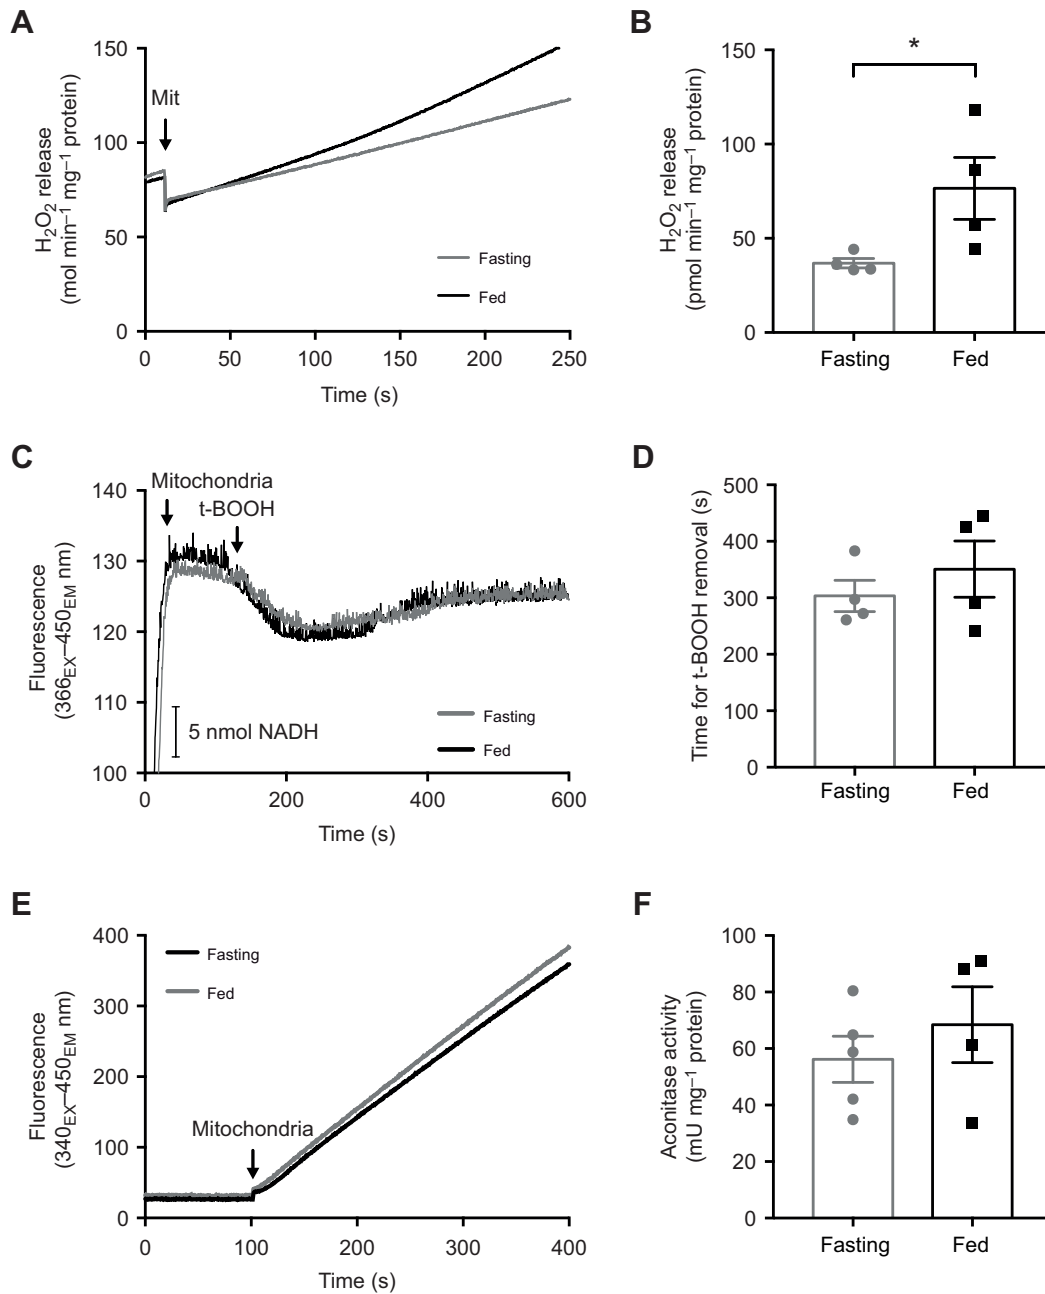 A
150
100
50
0
H₂O₂ release
(mol min⁻¹ mg⁻¹ protein)
Mit
Fasting
Fed
0 50 100 150 200 250
Time (s)
B
150
100
50
0
H₂O₂ release
(pmol min⁻¹ mg⁻¹ protein)
*
Fasting Fed
C
140
130
120
110
100
Fluorescence
(366EX–450EM nm)
Mitochondria
t-BOOH
5 nmol NADH
Fasting
Fed
0 200 400 600
Time (s)
D
500
400
300
200
100
0
Time for t-BOOH removal (s)
Fasting Fed
E
400
300
200
100
0
Fluorescence
(340EX–450EM nm)
Fasting
Fed
Mitochondria
0 100 200 300 400
Time (s)
F
100
80
60
40
20
0
Aconitase activity
(mU mg⁻¹ protein)
Fasting Fed